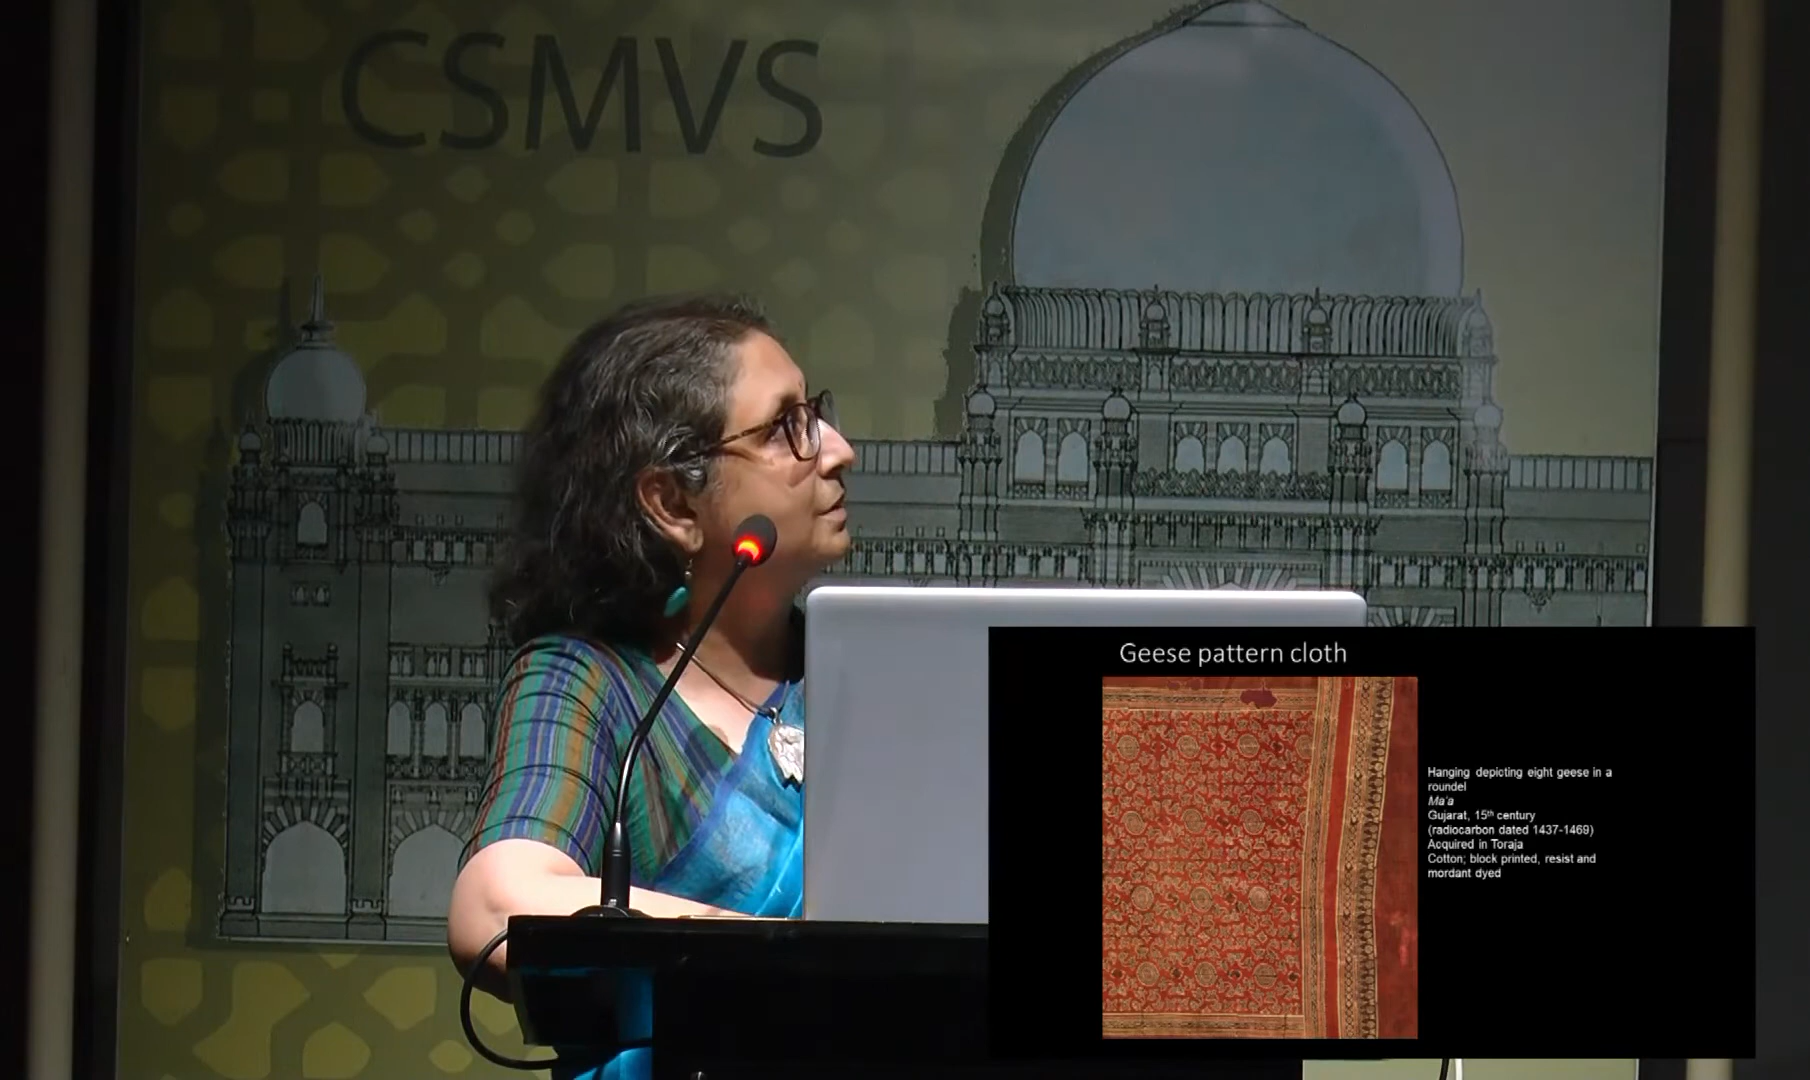 CSMVS
Geese pattern cloth
Hanging depicting eight geese in a
roundel
Ma'a
Gujarat, 15th century
(radiocarbon dated 1437-1469)
Acquired in Toraja
Cotton; block printed, resist and
mordant dyed